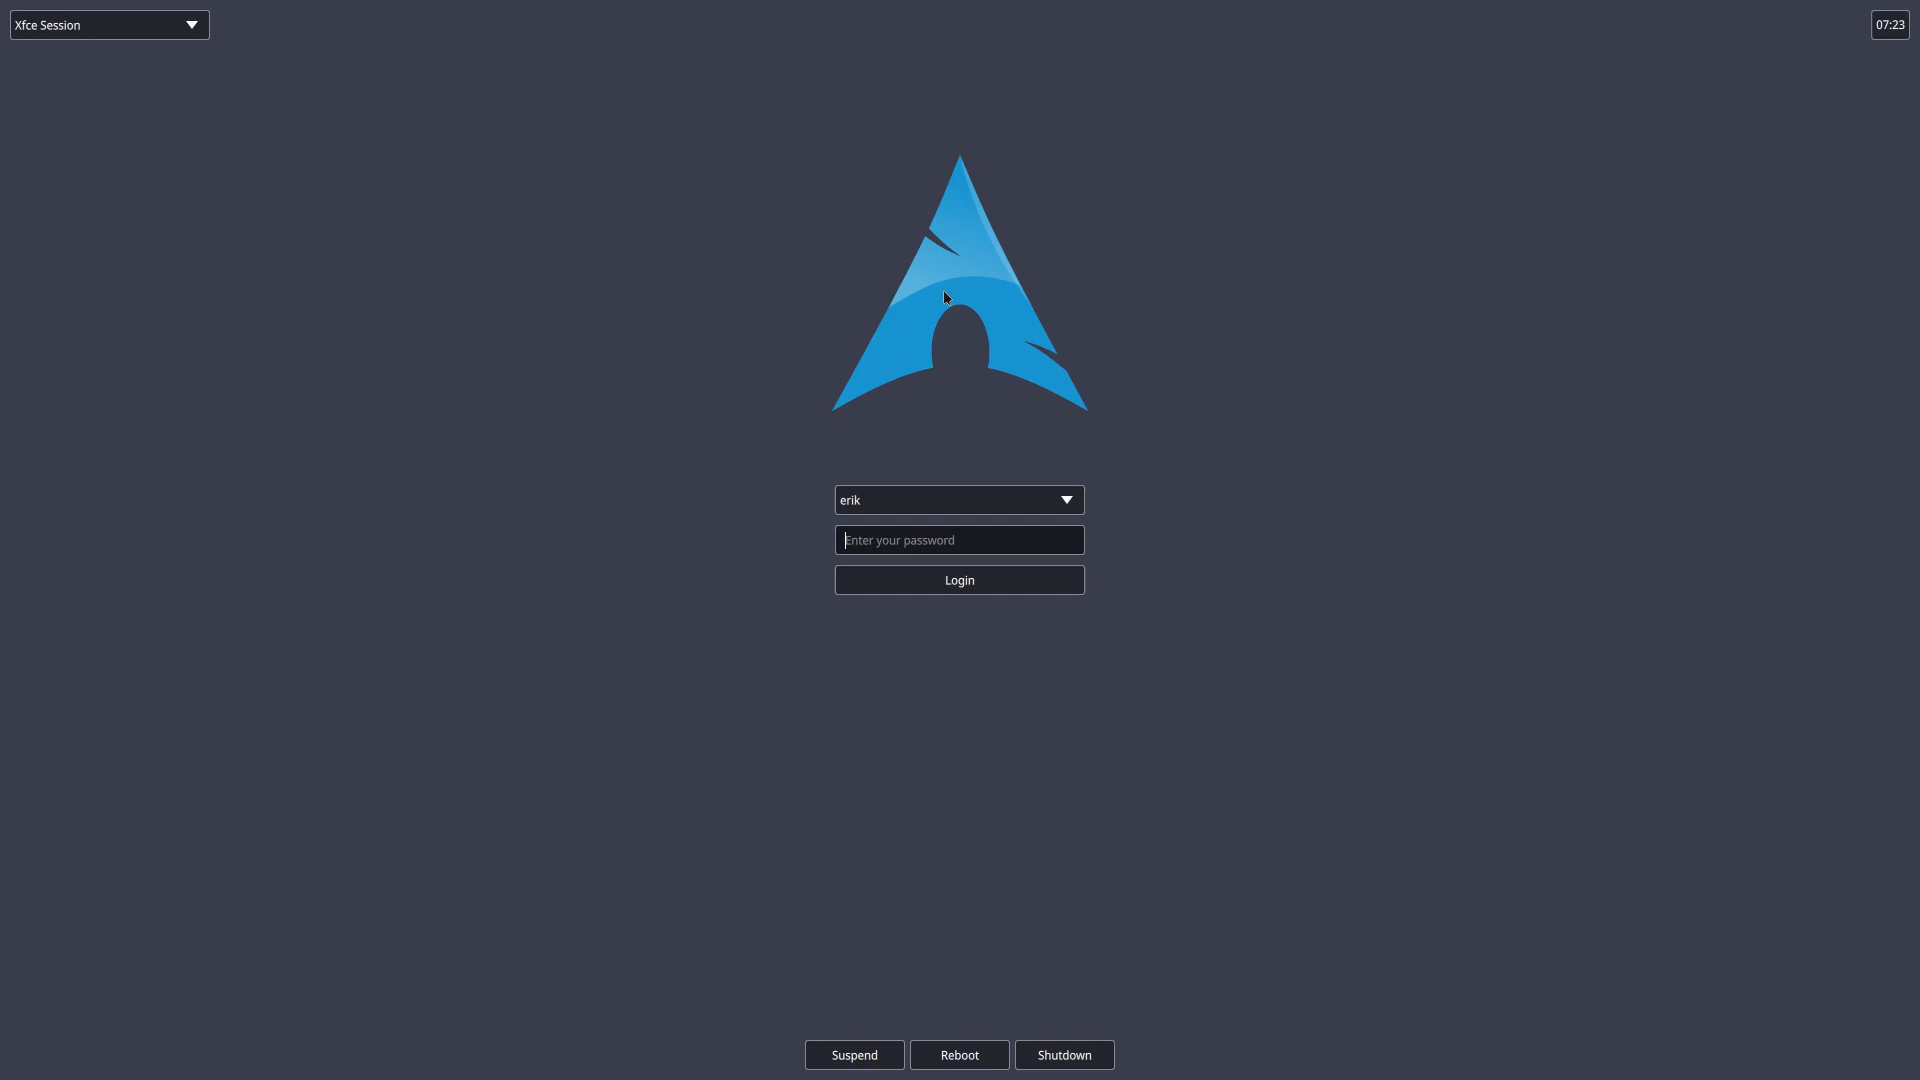 Xfce Session
07:23
erik
Enter your password
Login
Suspend Reboot Shutdown